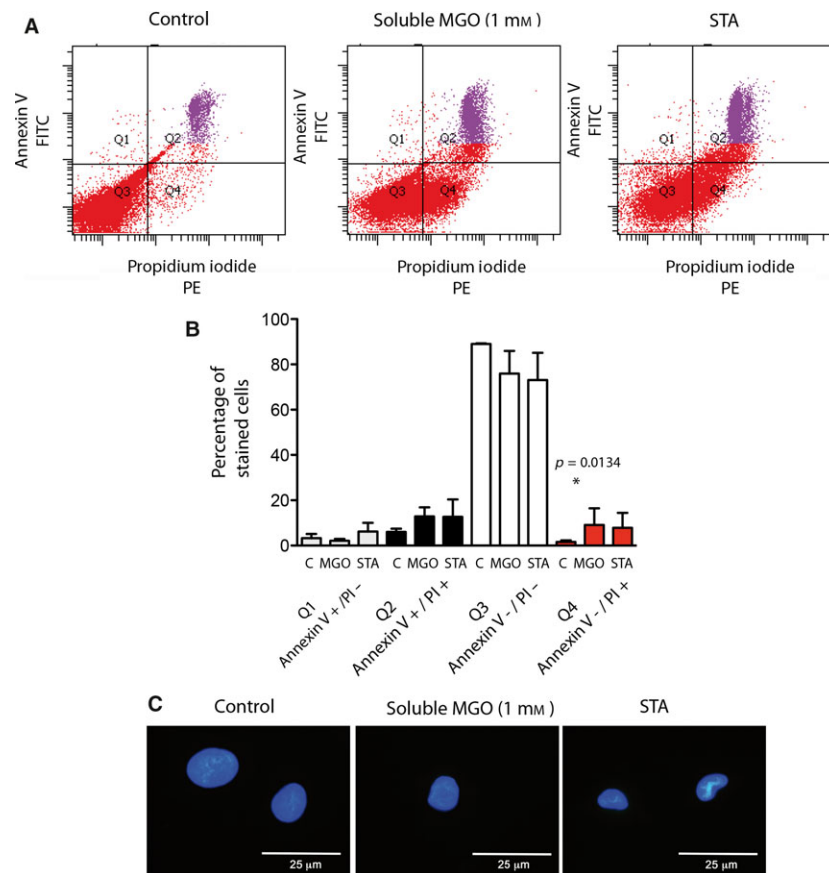 A
Control
Soluble MGO (1 mM)
STA
Annexin V
FITC
Q1
Q2
Q3
Q4
Propidium iodide
PE
Annexin V
FITC
Q1
Q2
Q3
Q4
Propidium iodide
PE
Annexin V
FITC
Q1
Q2
Q3
Q4
Propidium iodide
PE
B
Percentage of
stained cells
100
80
60
40
20
0
p = 0.0134
*
C MGO STA C MGO STA C MGO STA C MGO STA
Q1
Annexin V + /PI −
Q2
Annexin V + / PI +
Q3
Annexin V - / PI −
Q4
Annexin V - / PI +
C
Control
Soluble MGO (1 mM )
STA
25 µm
25 µm
25 µm